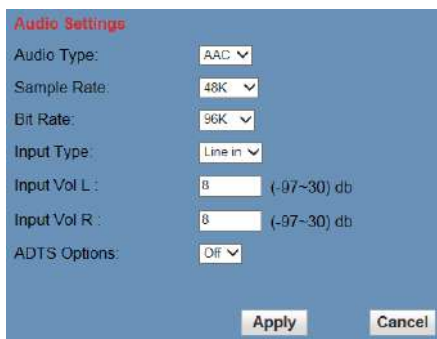 Audio Settings
Audio Type: AAC
Sample Rate: 48K
Bit Rate: 96K
Input Type: Line in
Input Vol L : 8 (-97~30) db
Input Vol R : 8 (-97~30) db
ADTS Options: Off
Apply Cancel